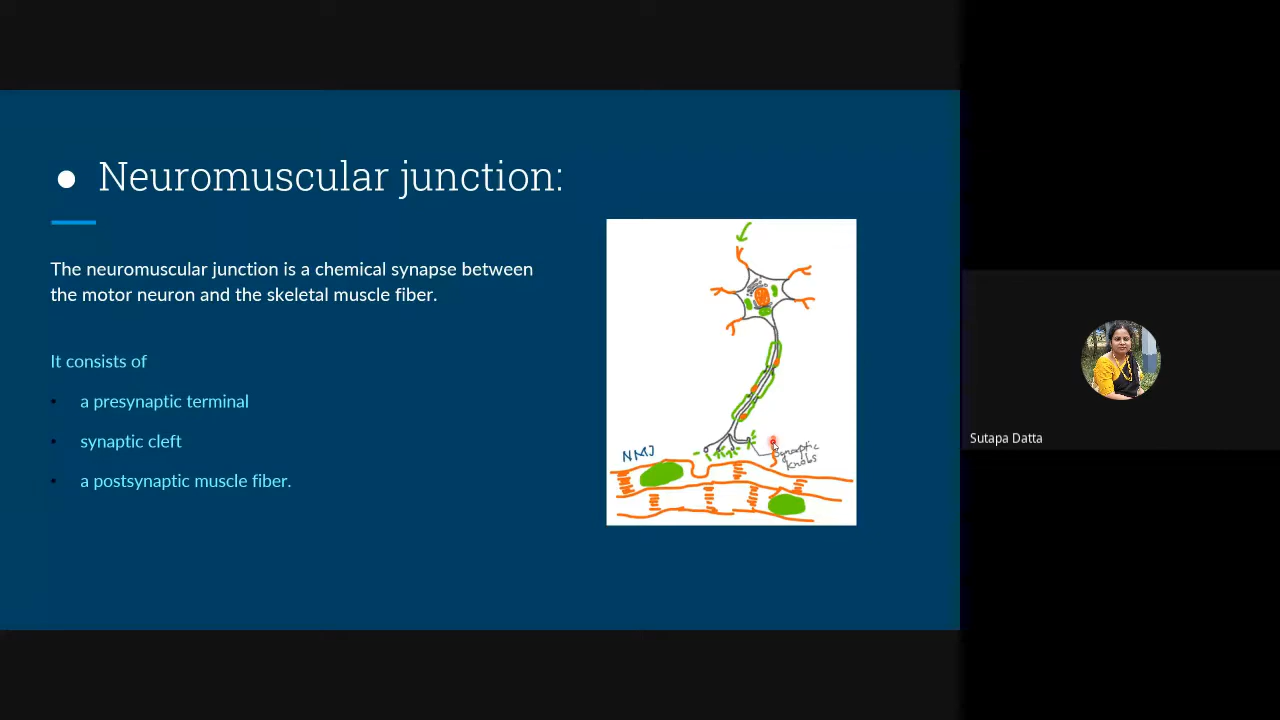 ● Neuromuscular junction:
The neuromuscular junction is a chemical synapse between
the motor neuron and the skeletal muscle fiber.
It consists of
• a presynaptic terminal
• synaptic cleft
• a postsynaptic muscle fiber.
NMJ
Synaptic
knobs
Sutapa Datta